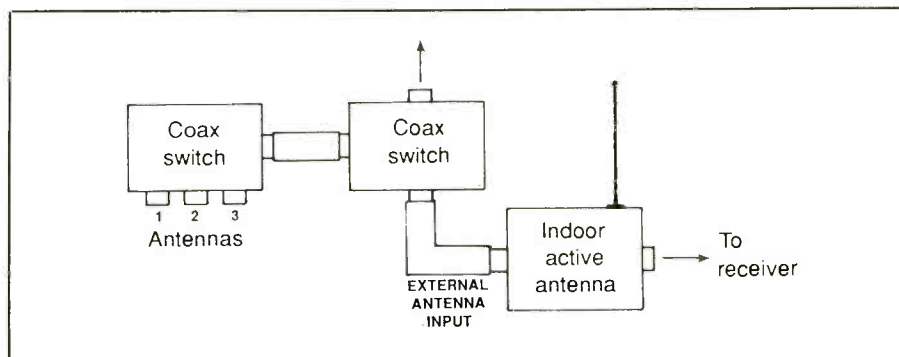 Coax
switch
1 2 3
Antennas
Coax
switch
EXTERNAL
ANTENNA
INPUT
Indoor
active
antenna
To
receiver